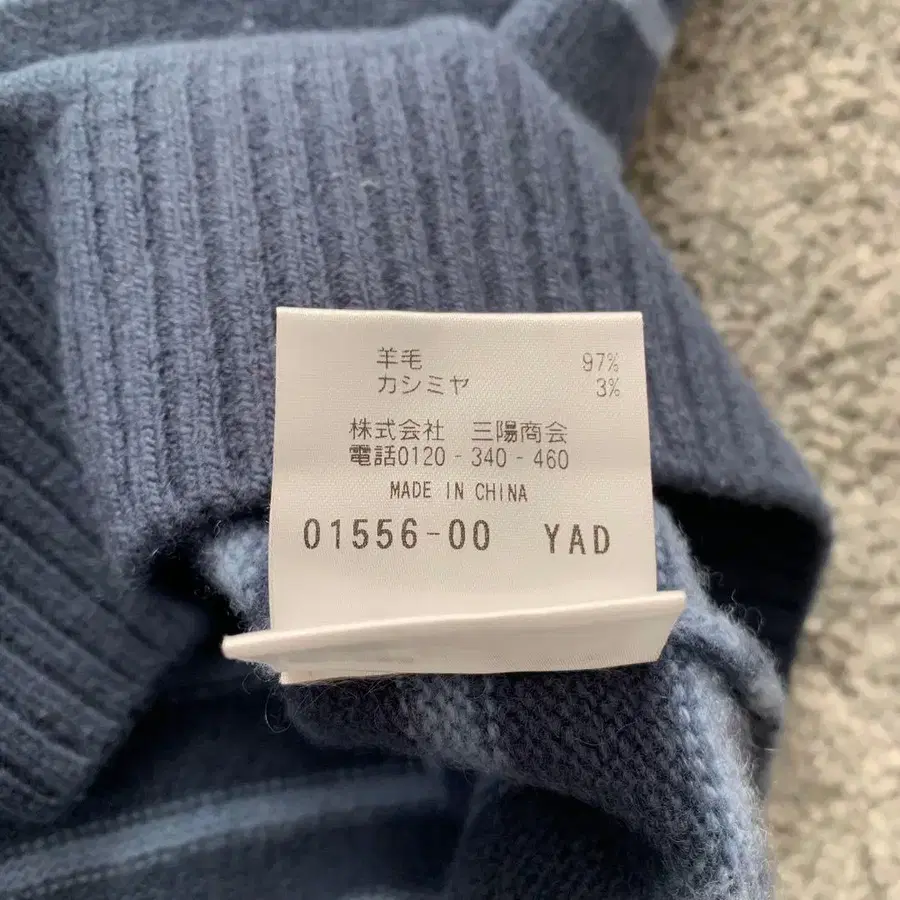 羊毛 97%
カシミヤ 3%
株式会社 三陽商会
電話0120-340-460
MADE IN CHINA
01556-00 YAD